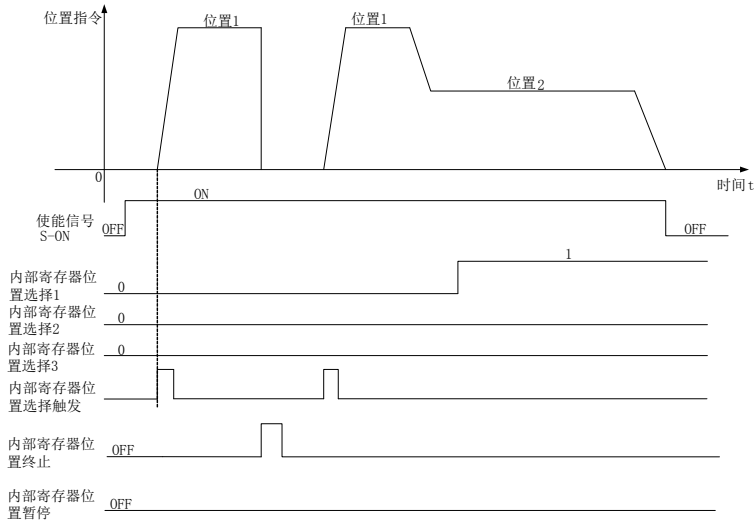 位置指令
位置1
位置1
位置2
0
时间t
使能信号
S-ON
OFF
ON
OFF
内部寄存器位
置选择1
0
1
内部寄存器位
置选择2
0
内部寄存器位
置选择3
0
内部寄存器位
置选择触发
内部寄存器位
置终止
OFF
内部寄存器位
置暂停
OFF